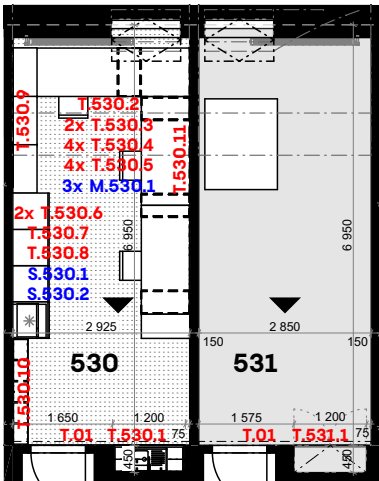 T.530.9
T.530.2
2x T.530.3
4x T.530.4
4x T.530.5
3x M.530.1
T.530.11
2x T.530.6
T.530.7
T.530.8
S.530.1
S.530.2
6 950
6 950
2 925
2 850
150
150
530
531
T.530.10
1 650
1 200
75
1 575
1 200
75
T.01
T.530.1
T.01
T.531.1
450
450